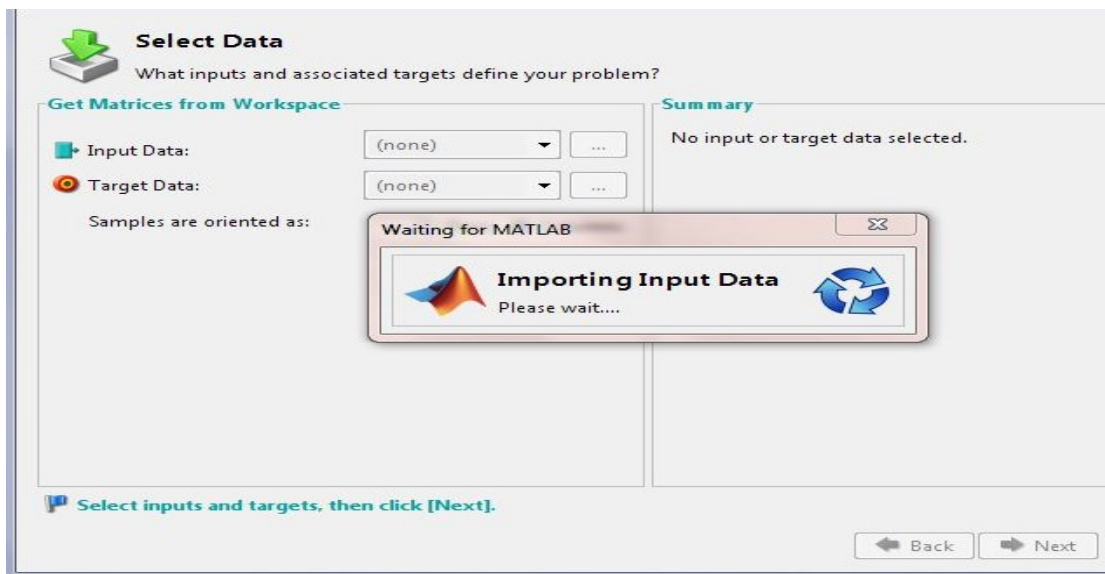 Select Data
What inputs and associated targets define your problem?
Get Matrices from Workspace
Input Data:
(none)
...
Target Data:
(none)
...
Samples are oriented as:
Summary
No input or target data selected.
Waiting for MATLAB
Importing Input Data
Please wait....
Select inputs and targets, then click [Next].
Back
Next